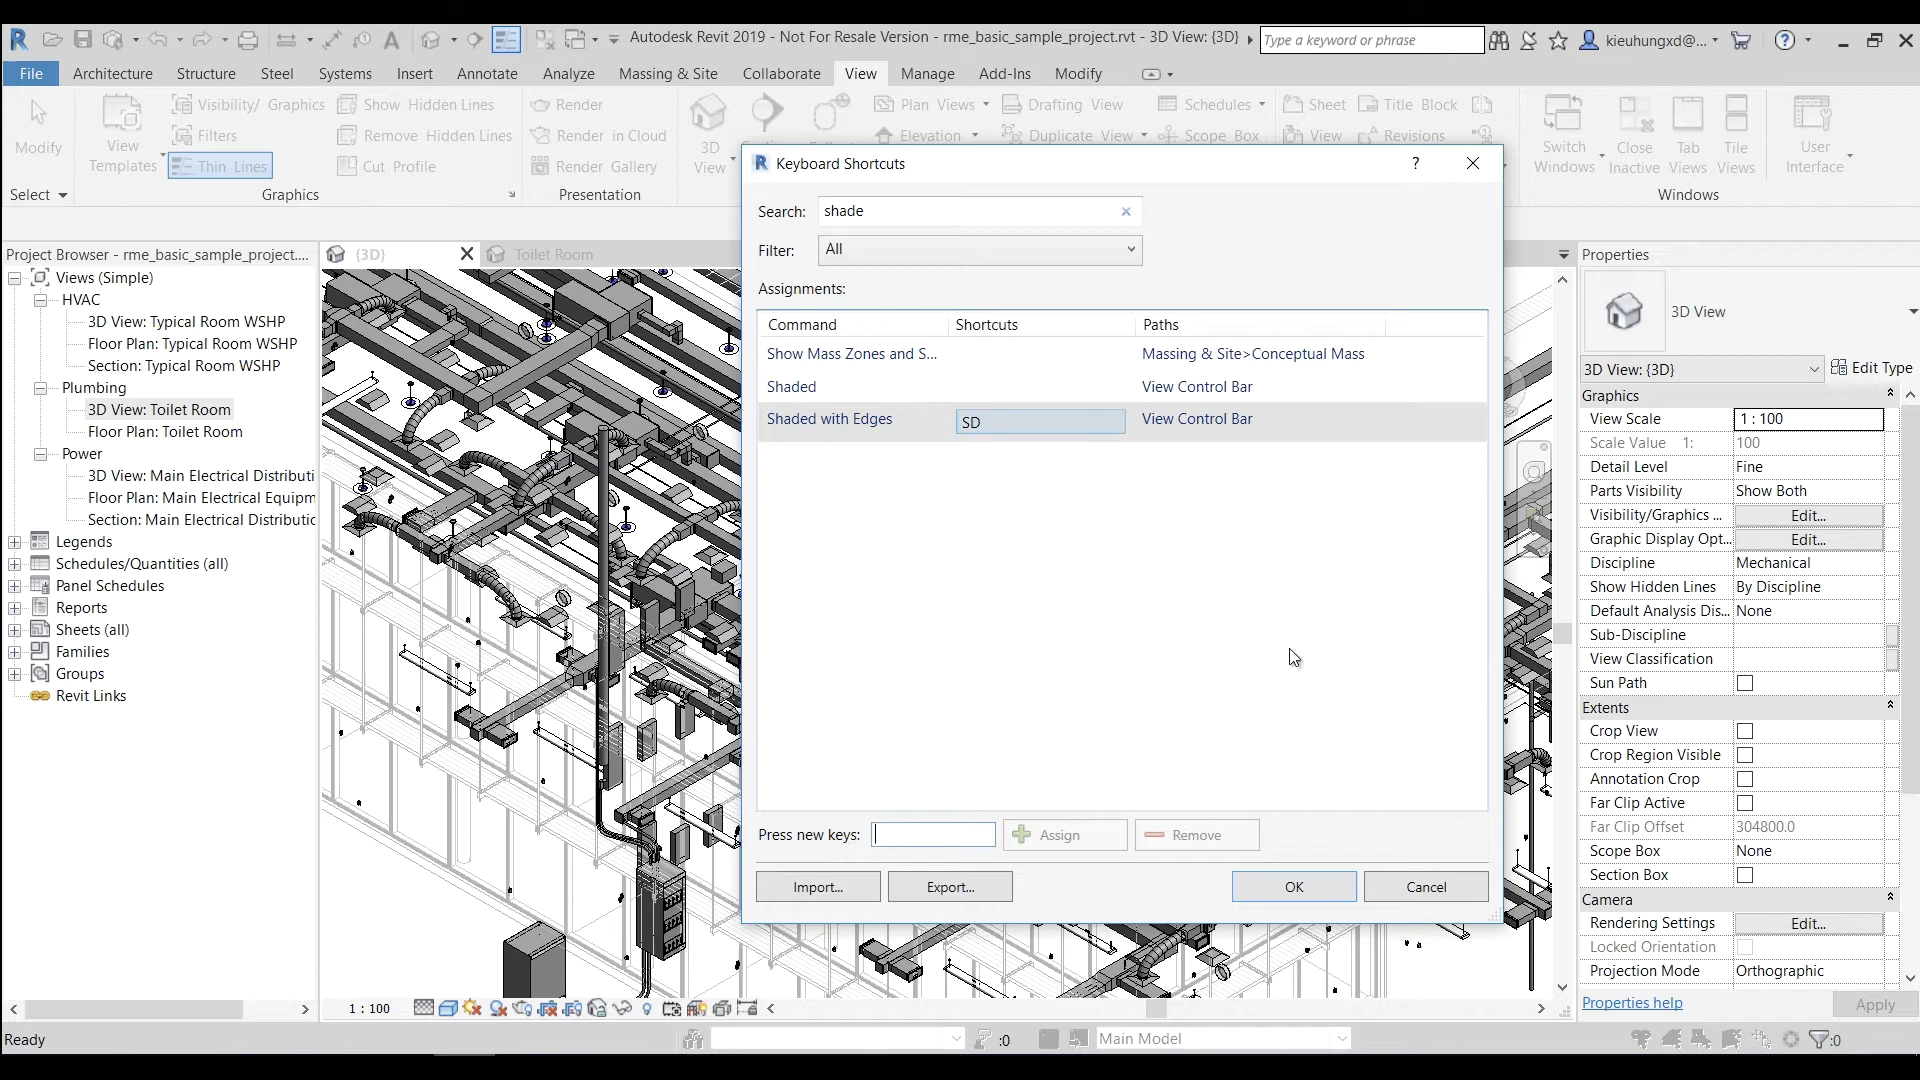 Autodesk Revit 2019 - Not For Resale Version - rme_basic_sample_project.rvt - 3D View: {3D}
Type a keyword or phrase
kieuhungxd@...
File Architecture Structure Steel Systems Insert Annotate Analyze Massing & Site Collaborate View Manage Add-Ins Modify
Modify
Select
View
Templates
Visibility/ Graphics
Filters
Thin Lines
Show Hidden Lines
Remove Hidden Lines
Cut Profile
Graphics
Render
Render in Cloud
Render Gallery
Presentation
3D
View
Plan Views
Elevation
Drafting View
Duplicate View
Schedules
Scope Box
Sheet
View
Title Block
Revisions
Switch
Windows
Close
Inactive
Tab
Views
Tile
Views
User
Interface
Windows
Project Browser - rme_basic_sample_project....
Views (Simple)
HVAC
3D View: Typical Room WSHP
Floor Plan: Typical Room WSHP
Section: Typical Room WSHP
Plumbing
3D View: Toilet Room
Floor Plan: Toilet Room
Power
3D View: Main Electrical Distributi
Floor Plan: Main Electrical Equipm
Section: Main Electrical Distributic
Legends
Schedules/Quantities (all)
Panel Schedules
Reports
Sheets (all)
Families
Groups
Revit Links
{3D}
Toilet Room
Keyboard Shortcuts
Search: shade
Filter: All
Assignments:
Command Shortcuts Paths
Show Mass Zones and S... Massing & Site>Conceptual Mass
Shaded View Control Bar
Shaded with Edges SD View Control Bar
Press new keys: Assign Remove
Import... Export... OK Cancel
Properties
3D View
3D View: {3D} Edit Type
Graphics
View Scale 1 : 100
Scale Value 1: 100
Detail Level Fine
Parts Visibility Show Both
Visibility/Graphics ... Edit...
Graphic Display Opt... Edit...
Discipline Mechanical
Show Hidden Lines By Discipline
Default Analysis Dis... None
Sub-Discipline
View Classification
Sun Path
Extents
Crop View
Crop Region Visible
Annotation Crop
Far Clip Active
Far Clip Offset 304800.0
Scope Box None
Section Box
Camera
Rendering Settings Edit...
Locked Orientation
Projection Mode Orthographic
Properties help Apply
1 : 100
Ready
:0
Main Model
:0